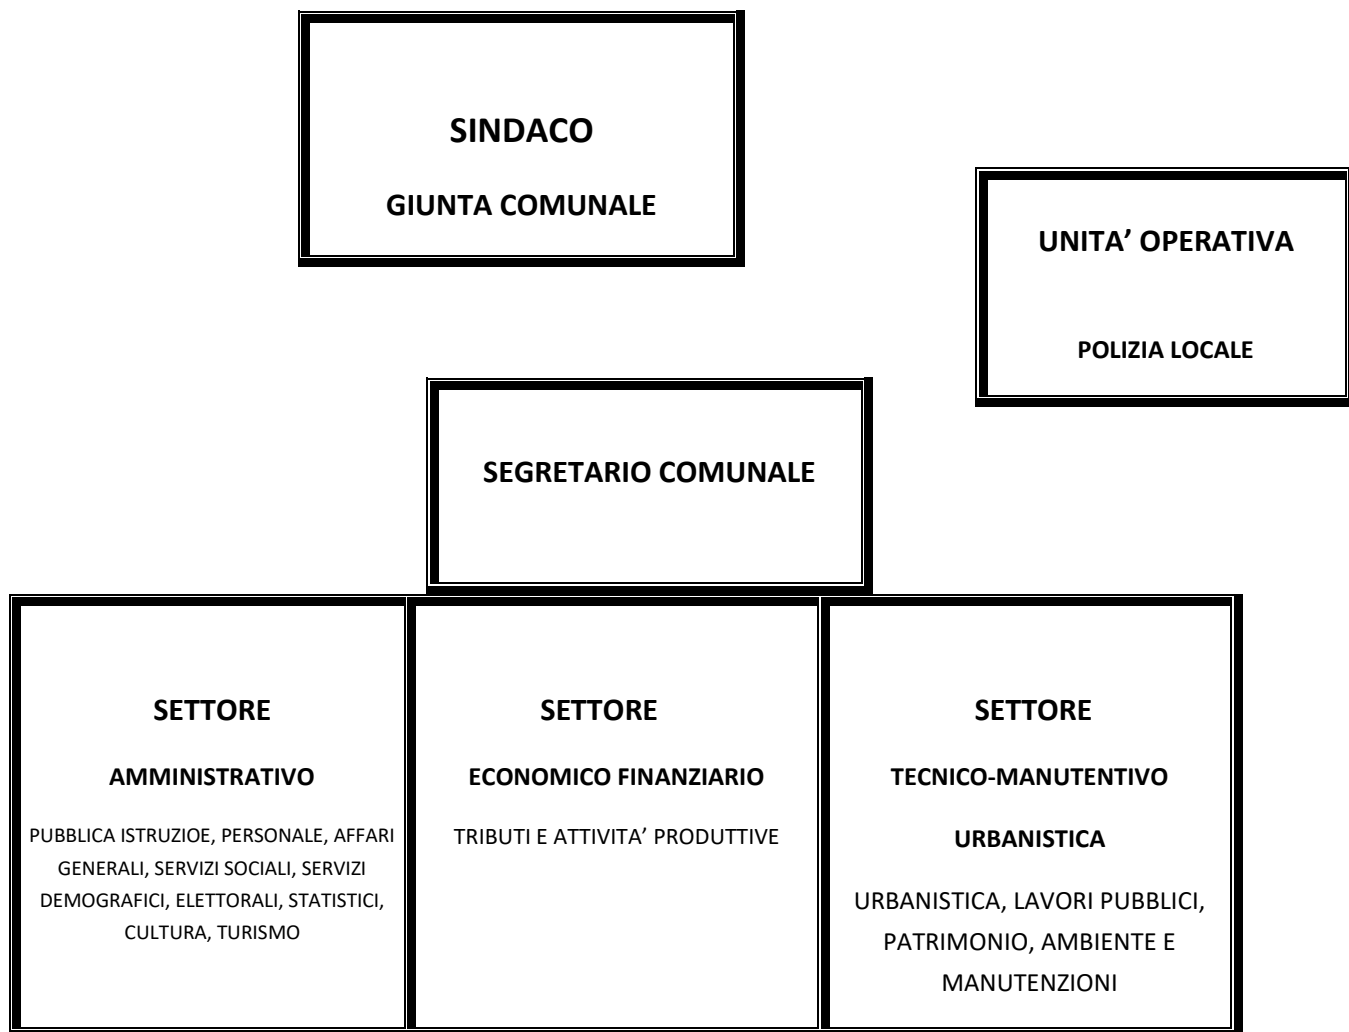 SINDACO
GIUNTA COMUNALE
UNITA’ OPERATIVA
POLIZIA LOCALE
SEGRETARIO COMUNALE
SETTORE
AMMINISTRATIVO
PUBBLICA ISTRUZIOE, PERSONALE, AFFARI
GENERALI, SERVIZI SOCIALI, SERVIZI
DEMOGRAFICI, ELETTORALI, STATISTICI,
CULTURA, TURISMO
SETTORE
ECONOMICO FINANZIARIO
TRIBUTI E ATTIVITA’ PRODUTTIVE
SETTORE
TECNICO-MANUTENTIVO
URBANISTICA
URBANISTICA, LAVORI PUBBLICI,
PATRIMONIO, AMBIENTE E
MANUTENZIONI